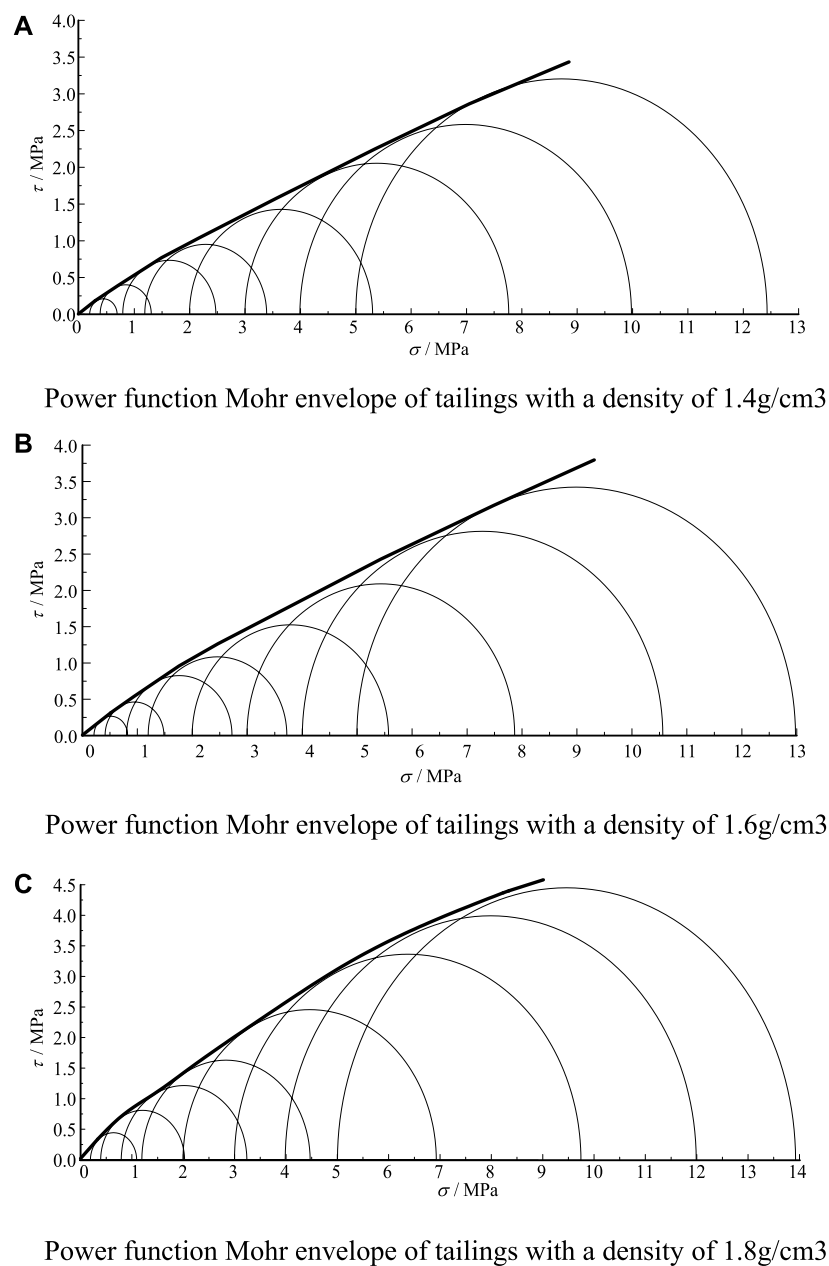 A
4.0
3.5
3.0
2.5
2.0
1.5
1.0
0.5
0.0
τ / MPa
0 1 2 3 4 5 6 7 8 9 10 11 12 13
σ / MPa
Power function Mohr envelope of tailings with a density of 1.4g/cm3
B
4.0
3.5
3.0
2.5
2.0
1.5
1.0
0.5
0.0
τ / MPa
0 1 2 3 4 5 6 7 8 9 10 11 12 13
σ / MPa
Power function Mohr envelope of tailings with a density of 1.6g/cm3
C
4.5
4.0
3.5
3.0
2.5
2.0
1.5
1.0
0.5
0.0
τ / MPa
0 1 2 3 4 5 6 7 8 9 10 11 12 13 14
σ / MPa
Power function Mohr envelope of tailings with a density of 1.8g/cm3